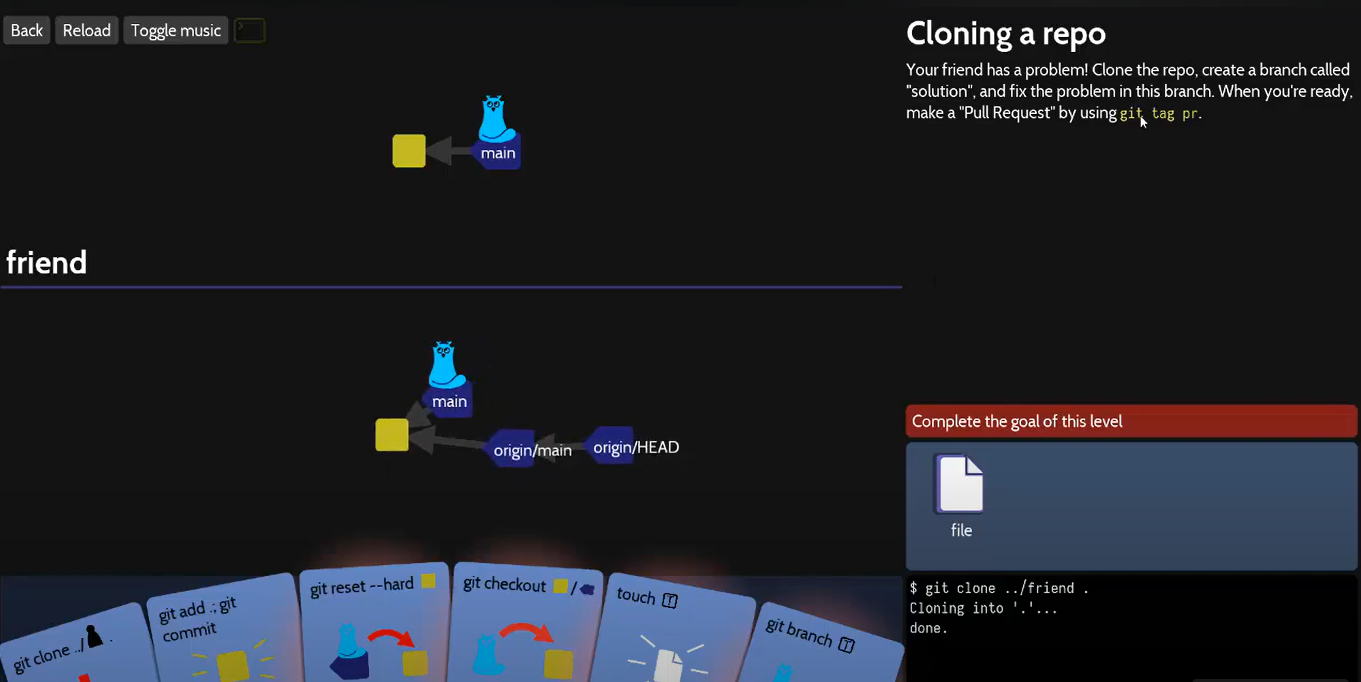 Back Reload Toggle music
Cloning a repo
Your friend has a problem! Clone the repo, create a branch called
"solution", and fix the problem in this branch. When you're ready,
make a "Pull Request" by using git tag pr.
main
friend
main
origin/main origin/HEAD
Complete the goal of this level
file
$ git clone ../friend .
Cloning into '.'...
done.
git clone ../ .
git add .; git
commit
git reset --hard
git checkout /
touch
git branch